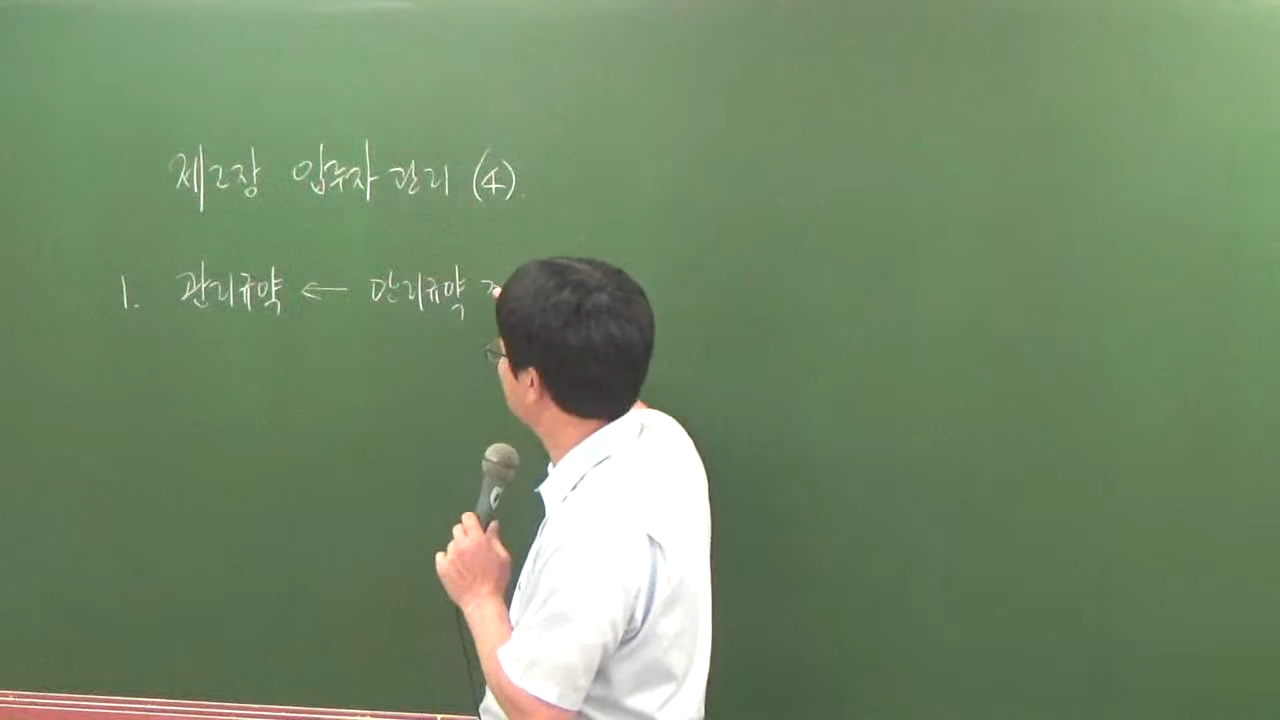 제2장 입주자관리 (4).
1. 관리규약 ← 관리규약